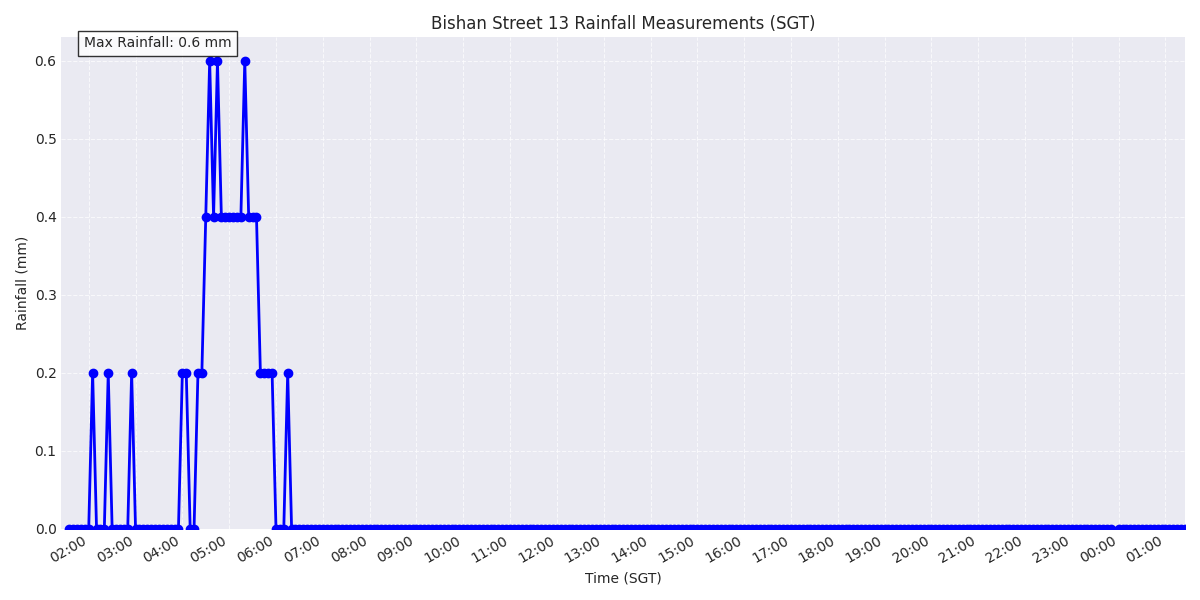 Bishan Street 13 Rainfall Measurements (SGT)
Max Rainfall: 0.6 mm
0.6
0.5
0.4
0.3
0.2
0.1
0.0
Rainfall (mm)
02:00 03:00 04:00 05:00 06:00 07:00 08:00 09:00 10:00 11:00 12:00 13:00 14:00 15:00 16:00 17:00 18:00 19:00 20:00 21:00 22:00 23:00 00:00 01:00
Time (SGT)